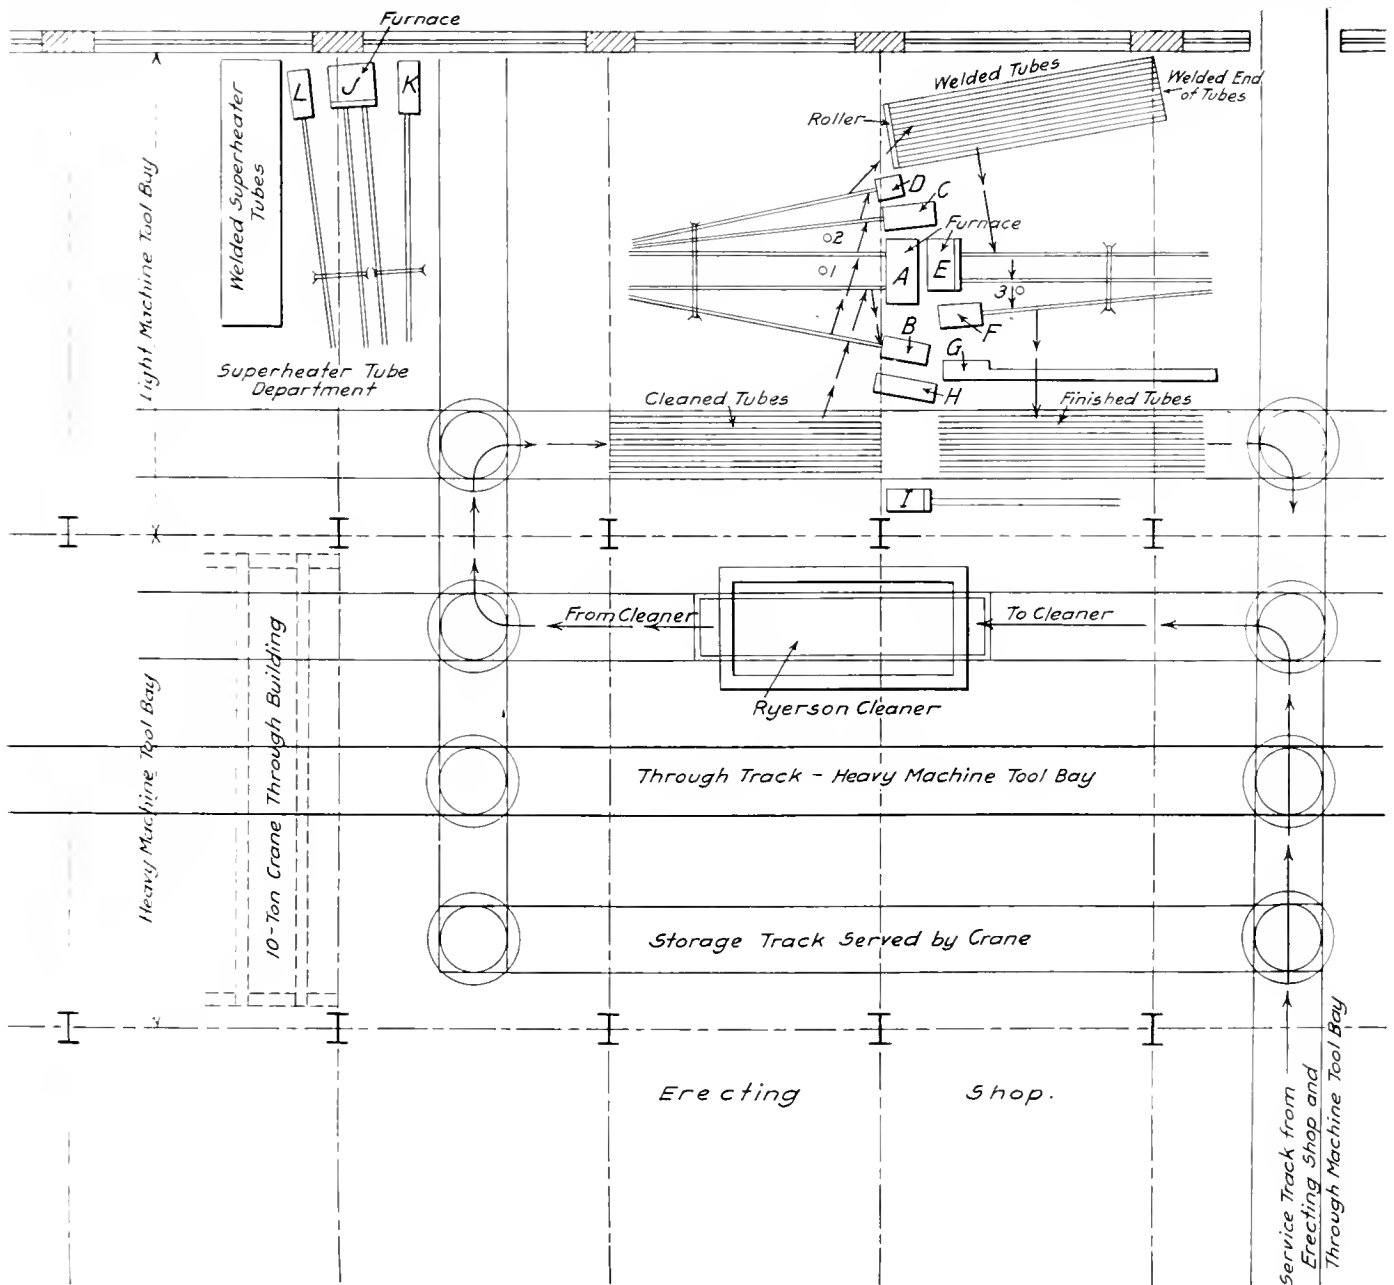 Furnace
L
J
K
Welded Superheater
Tubes
Superheater Tube
Department
Light Machine Tool Bay
Welded Tubes
Welded End
of Tubes
Roller
D
C
Furnace
2
1
A
E
3
B
F
G
H
Cleaned Tubes
Finished Tubes
I
From Cleaner
To Cleaner
Ryerson Cleaner
Heavy Machine Tool Bay
10-Ton Crane Through Building
Through Track - Heavy Machine Tool Bay
Storage Track Served by Crane
Erecting Shop.
Service Track from
Erecting Shop and
Through Machine Tool Bay